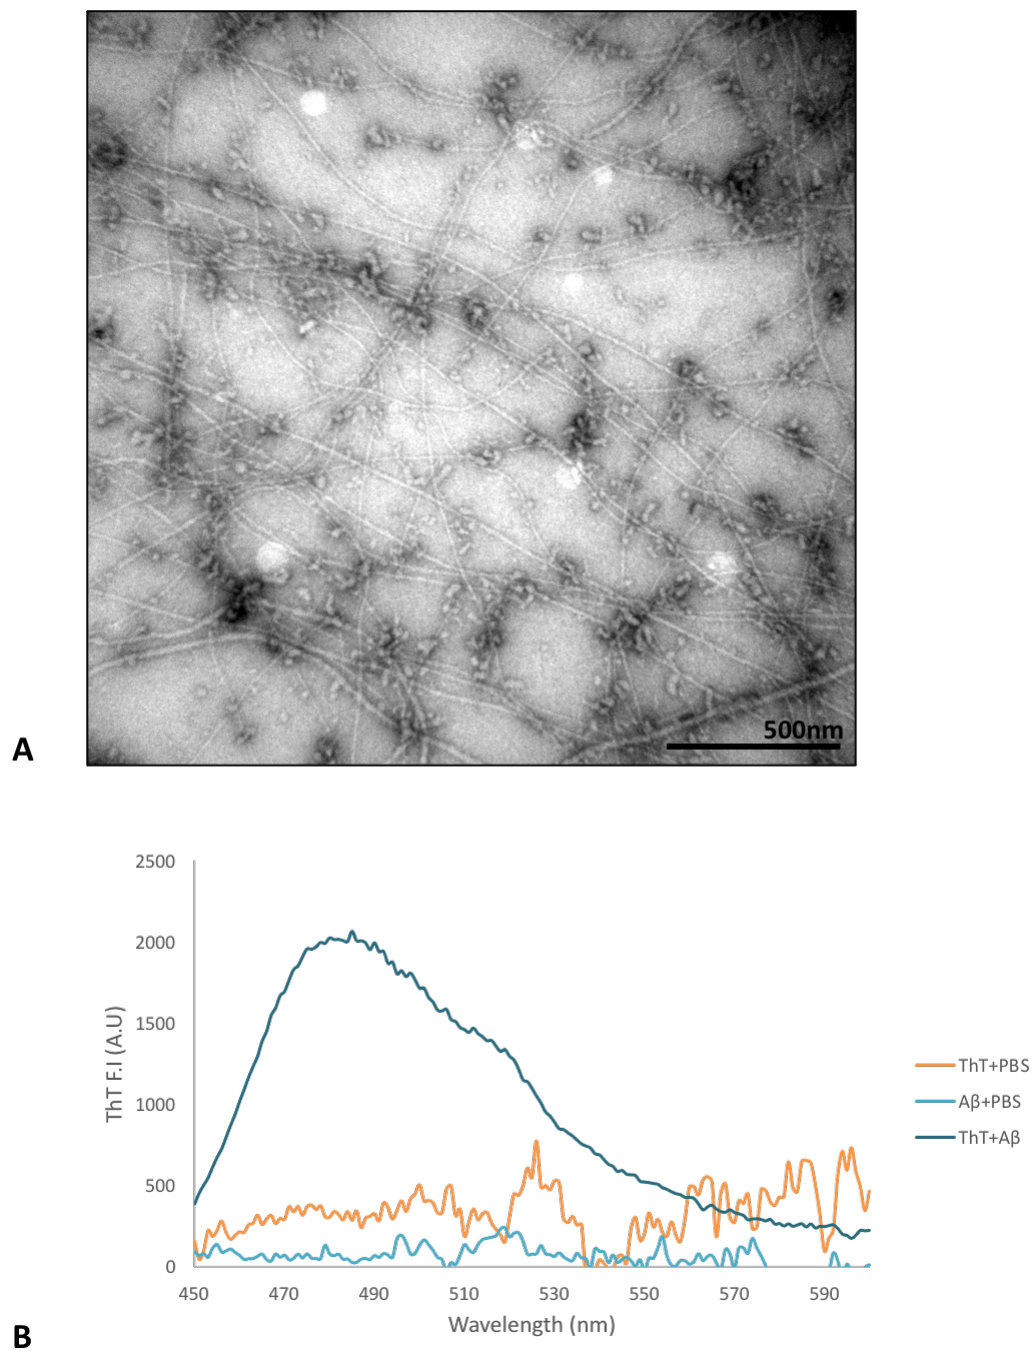 500nm
A
2500
2000
1500
1000
500
0
ThT F.I (A.U)
450 470 490 510 530 550 570 590
Wavelength (nm)
ThT+PBS
Aβ+PBS
ThT+Aβ
B